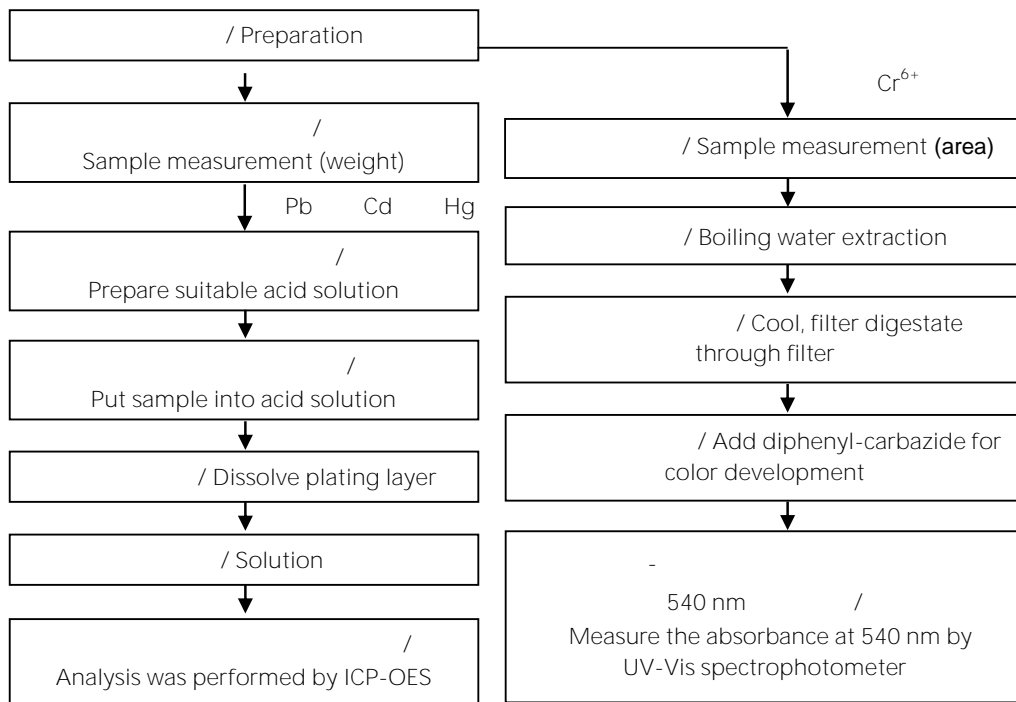 / Preparation
/
Sample measurement (weight)
Pb Cd Hg
/
Prepare suitable acid solution
/
Put sample into acid solution
/ Dissolve plating layer
/ Solution
/
Analysis was performed by ICP-OES
Cr6+
/ Sample measurement (area)
/ Boiling water extraction
/ Cool, filter digestate
through filter
/ Add diphenyl-carbazide for
color development
-
540 nm /
Measure the absorbance at 540 nm by
UV-Vis spectrophotometer